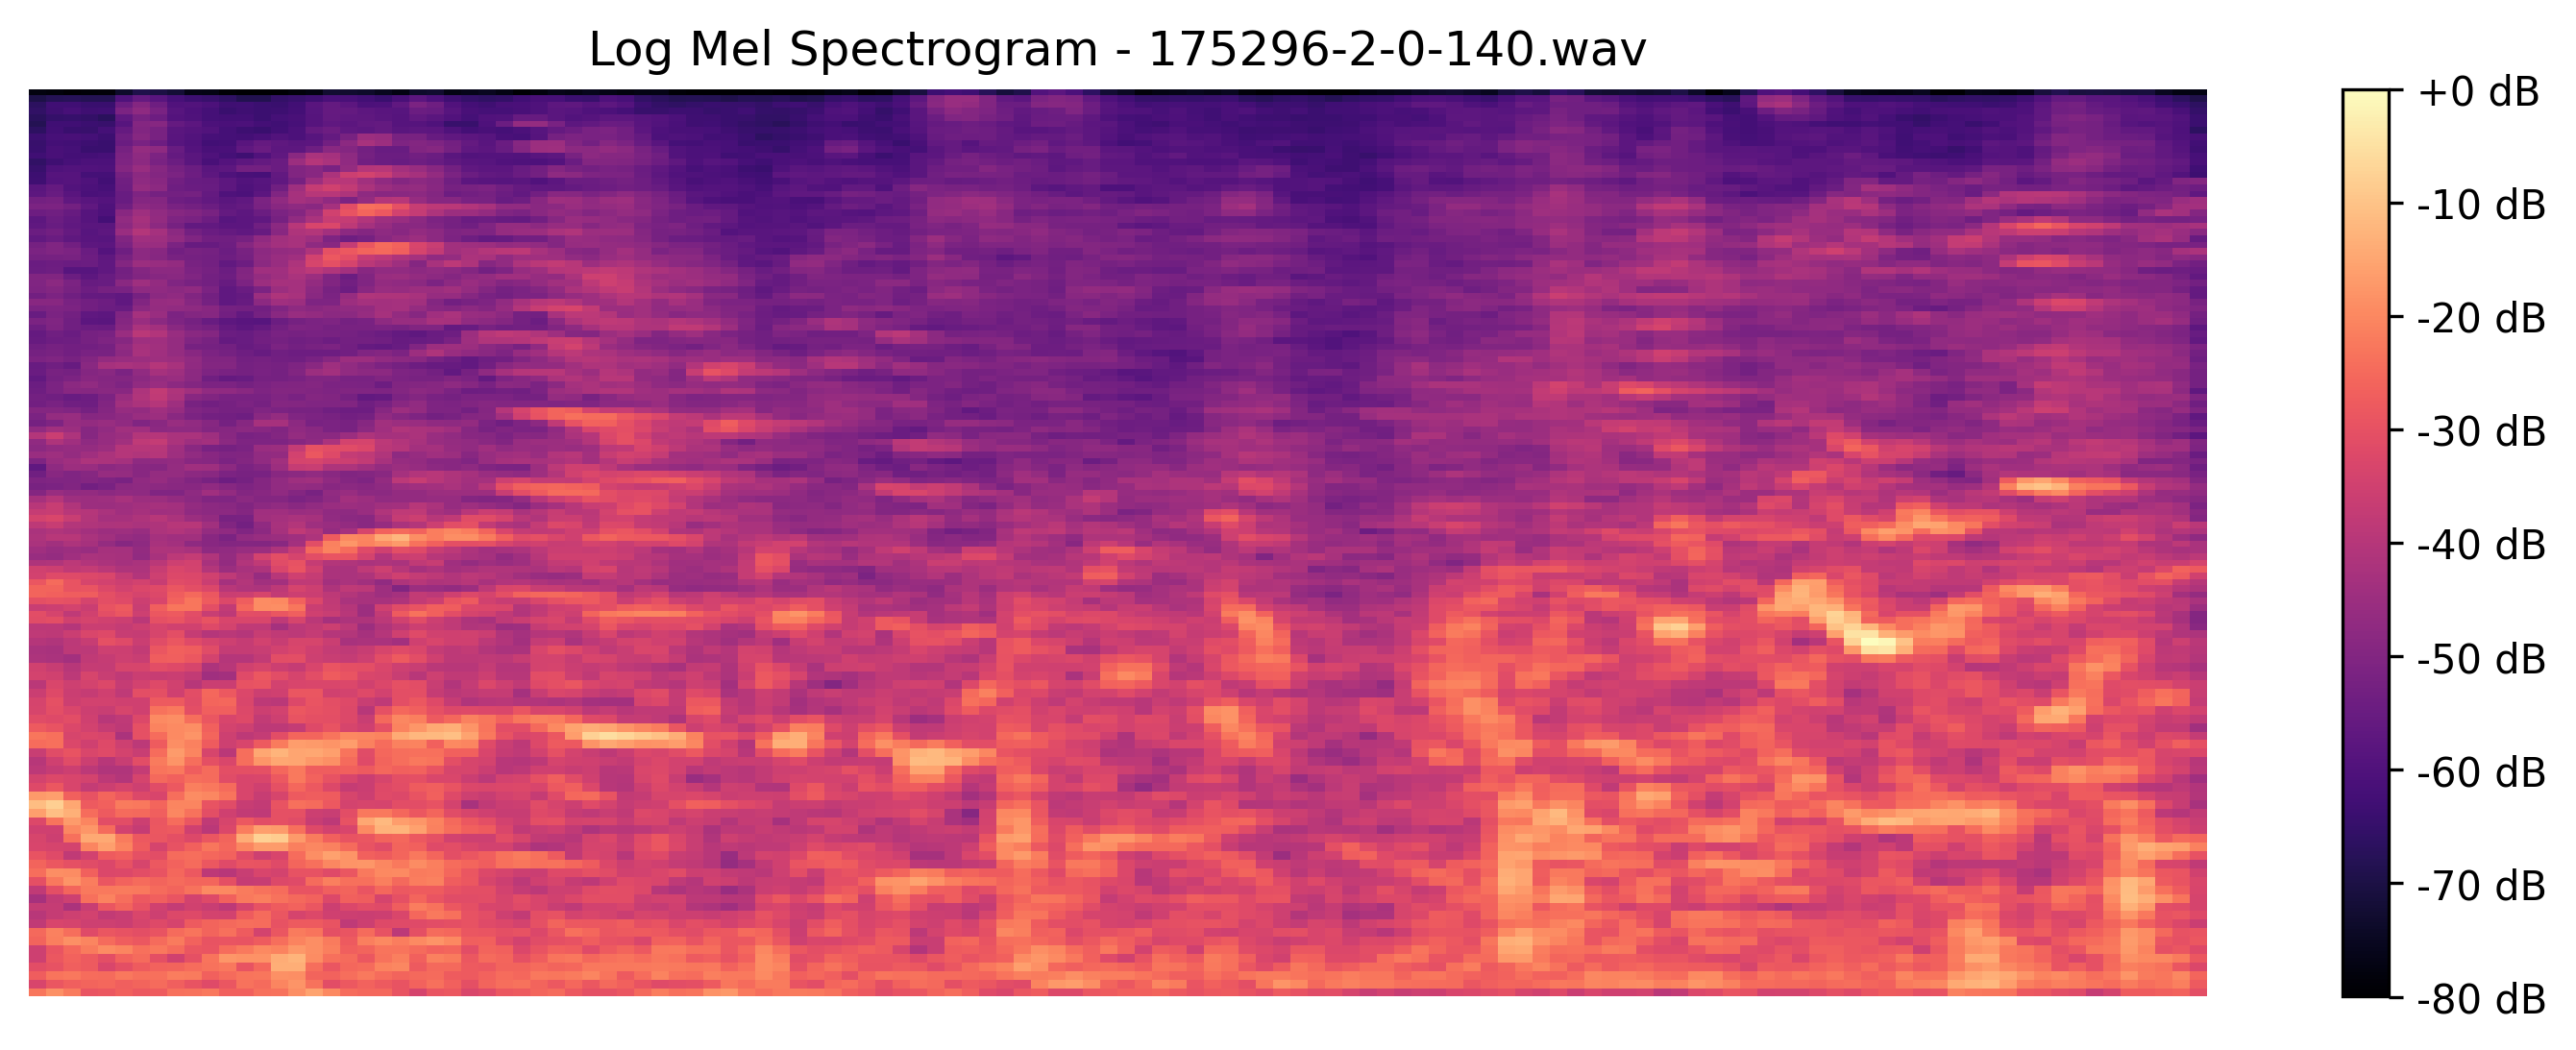 Log Mel Spectrogram - 175296-2-0-140.wav
+0 dB
-10 dB
-20 dB
-30 dB
-40 dB
-50 dB
-60 dB
-70 dB
-80 dB